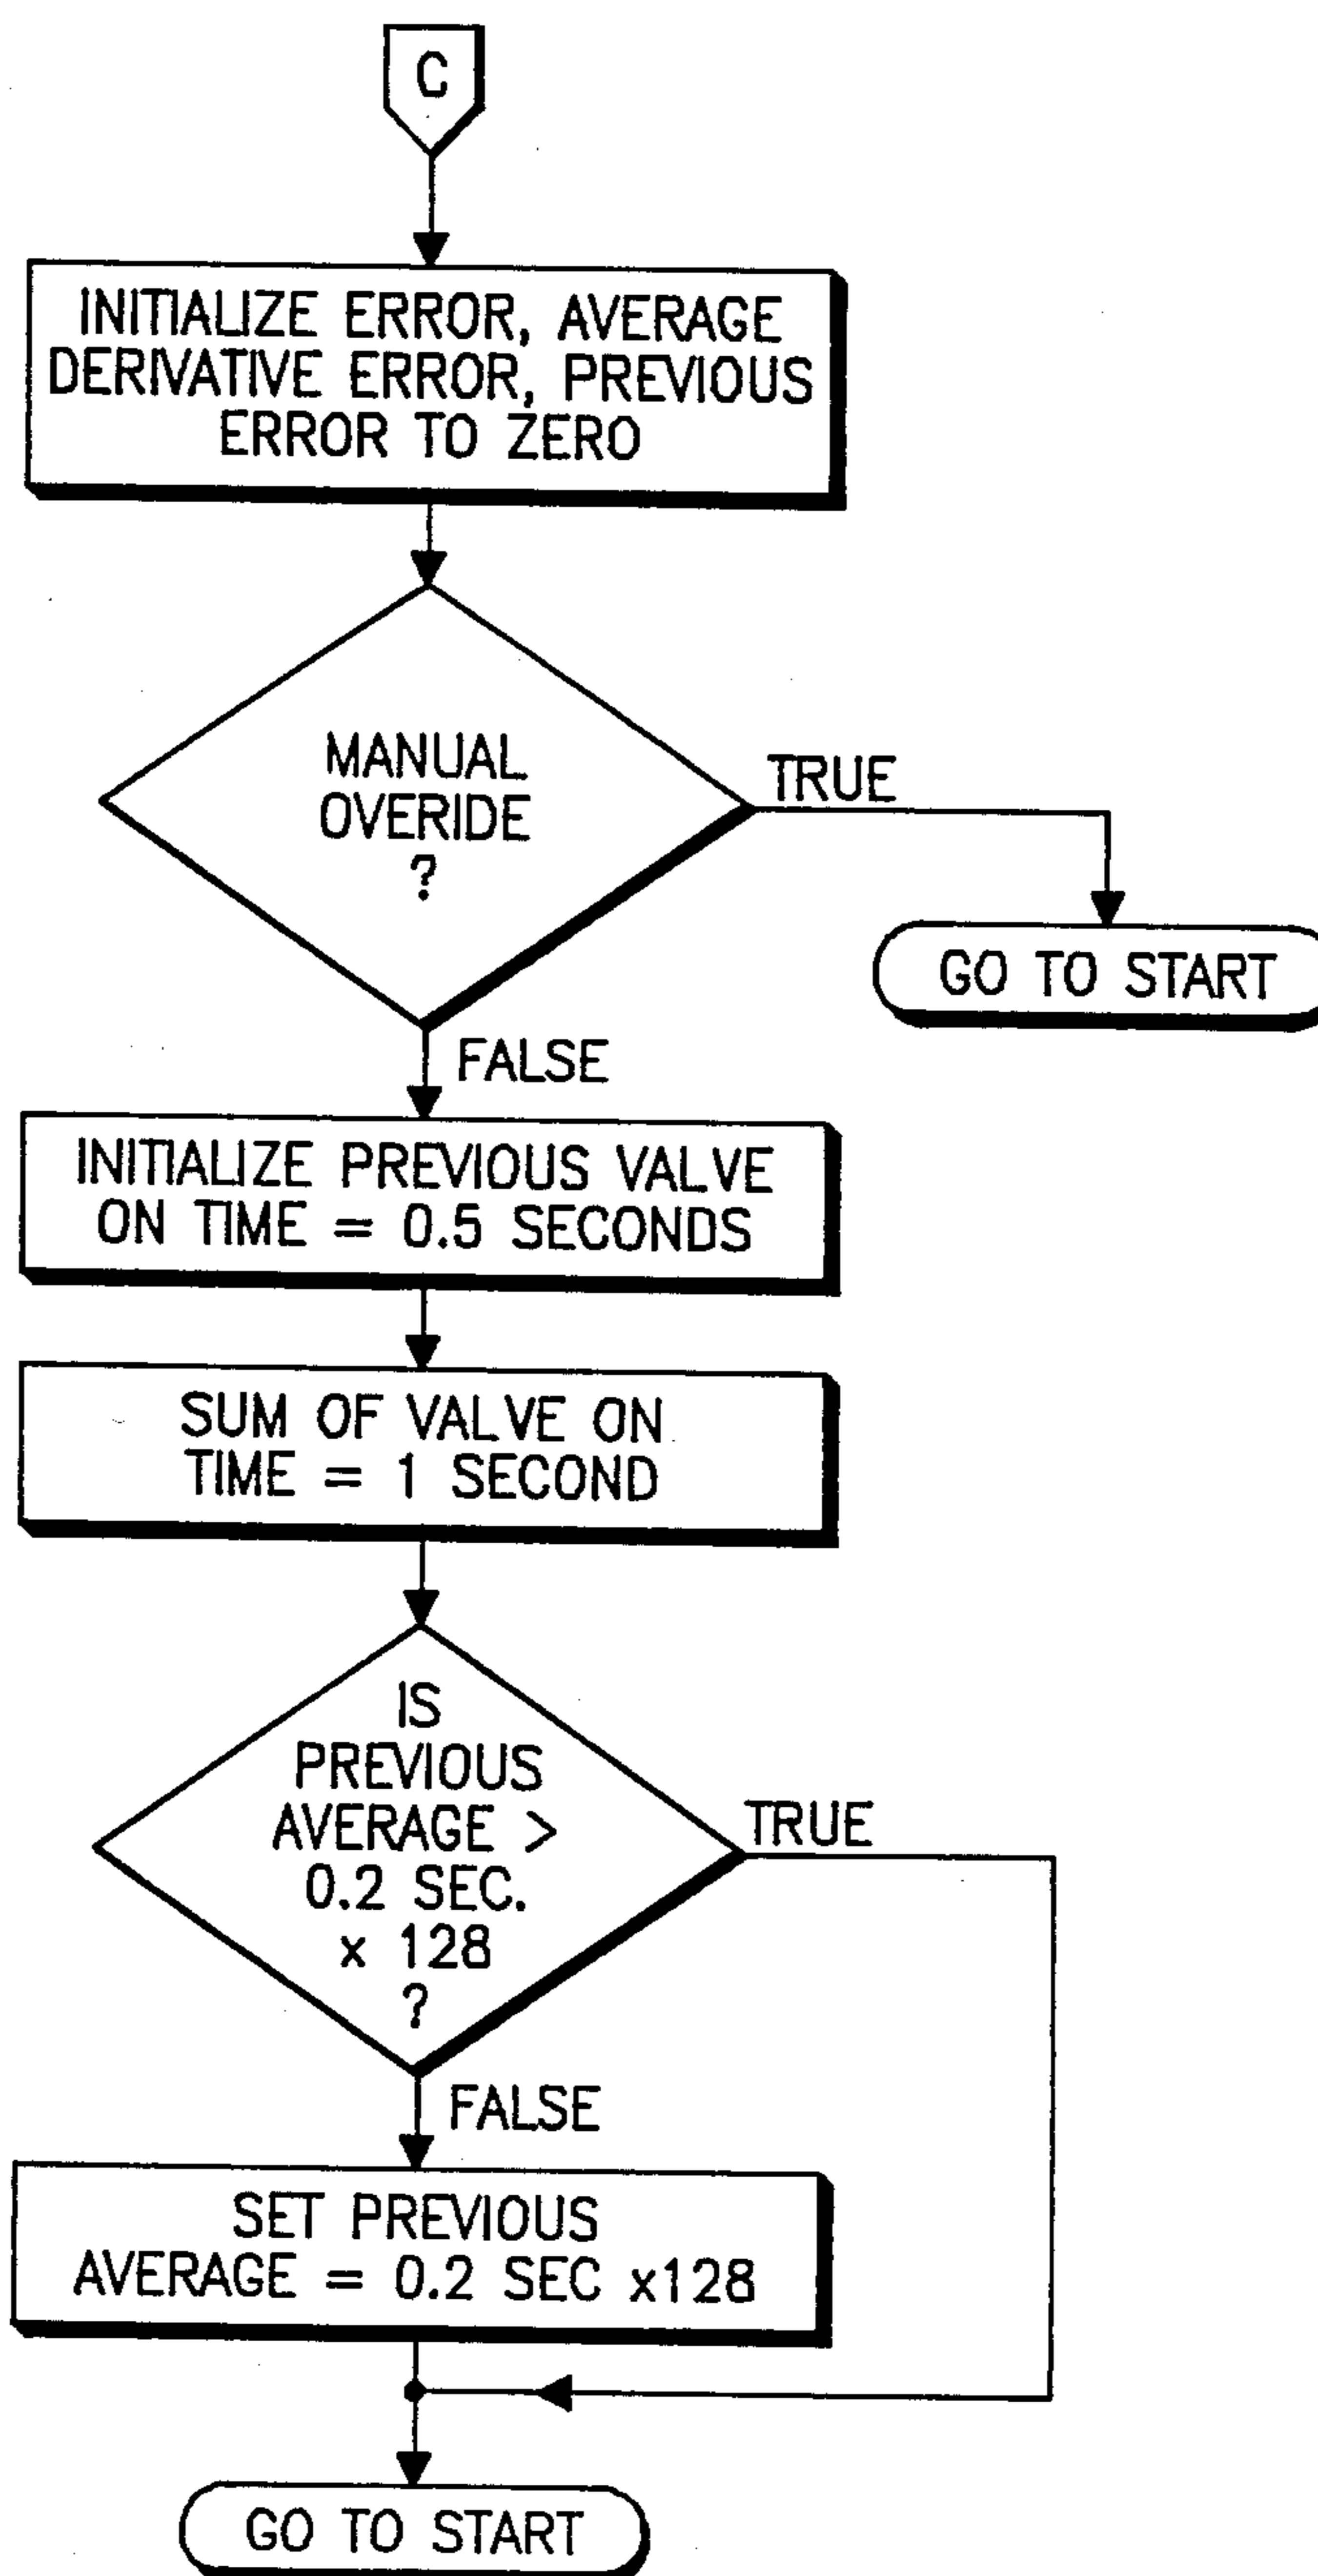 C
INITIALIZE ERROR, AVERAGE
DERIVATIVE ERROR, PREVIOUS
ERROR TO ZERO
MANUAL
OVERIDE
?
TRUE
GO TO START
FALSE
INITIALIZE PREVIOUS VALVE
ON TIME = 0.5 SECONDS
SUM OF VALVE ON
TIME = 1 SECOND
IS
PREVIOUS
AVERAGE >
0.2 SEC.
x 128
?
TRUE
FALSE
SET PREVIOUS
AVERAGE = 0.2 SEC x128
GO TO START